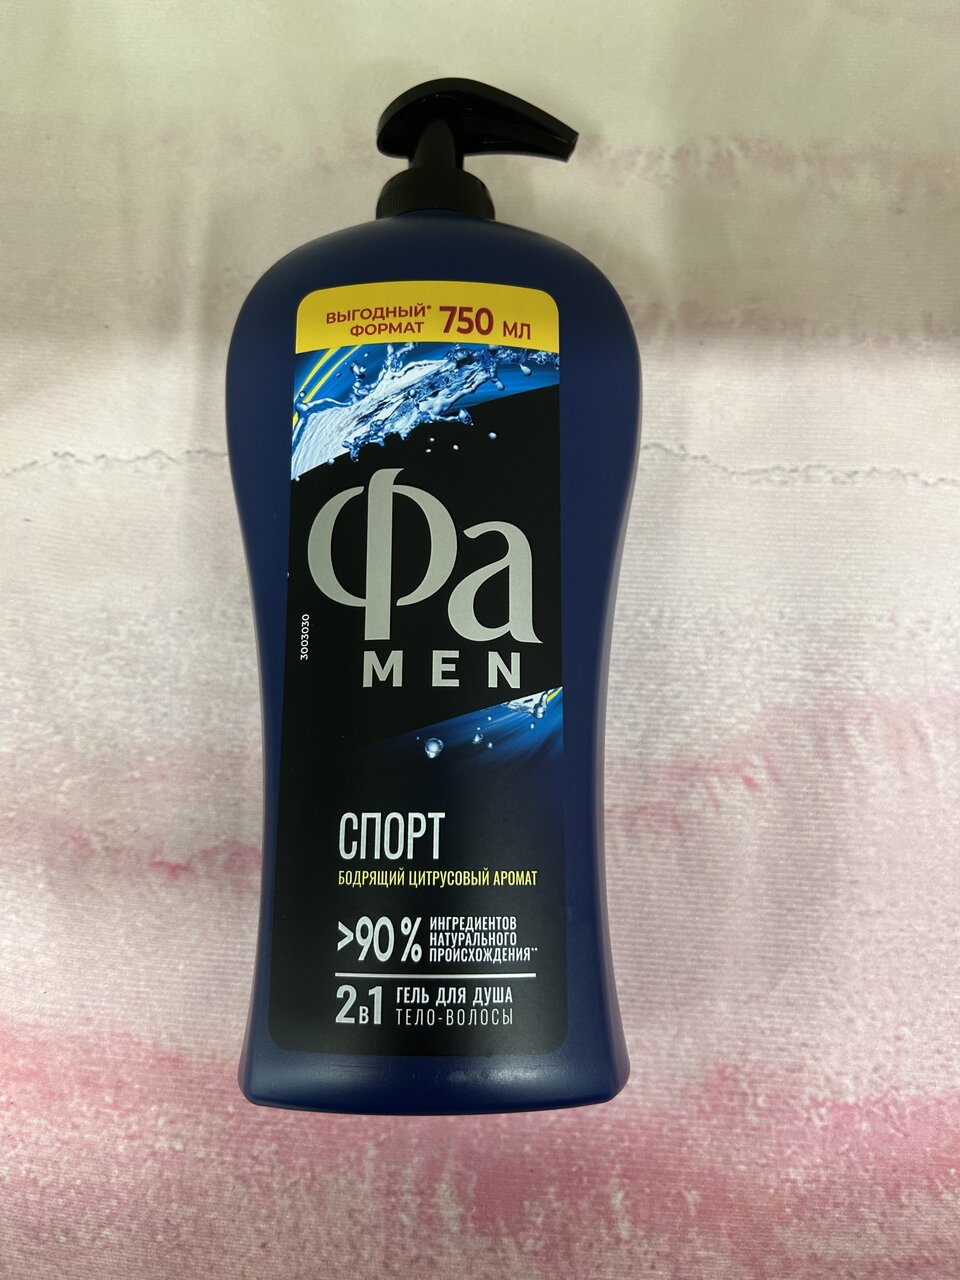 ВЫГОДНЫЙ*
ФОРМАТ 750 МЛ
Фа
MEN
3003030
СПОРТ
БОДРЯЩИЙ ЦИТРУСОВЫЙ АРОМАТ
>90% ИНГРЕДИЕНТОВ
НАТУРАЛЬНОГО
ПРОИСХОЖДЕНИЯ**
2в1 ГЕЛЬ ДЛЯ ДУША
ТЕЛО-ВОЛОСЫ